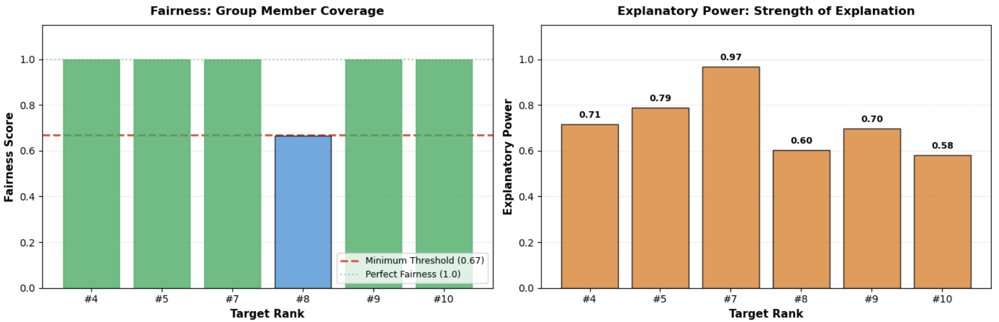 Fairness: Group Member Coverage
Fairness Score
1.0
0.8
0.6
0.4
0.2
0.0
Minimum Threshold (0.67)
Perfect Fairness (1.0)
#4 #5 #7 #8 #9 #10
Target Rank
Explanatory Power: Strength of Explanation
Explanatory Power
1.0
0.8
0.6
0.4
0.2
0.0
0.71 0.79 0.97 0.60 0.70 0.58
#4 #5 #7 #8 #9 #10
Target Rank